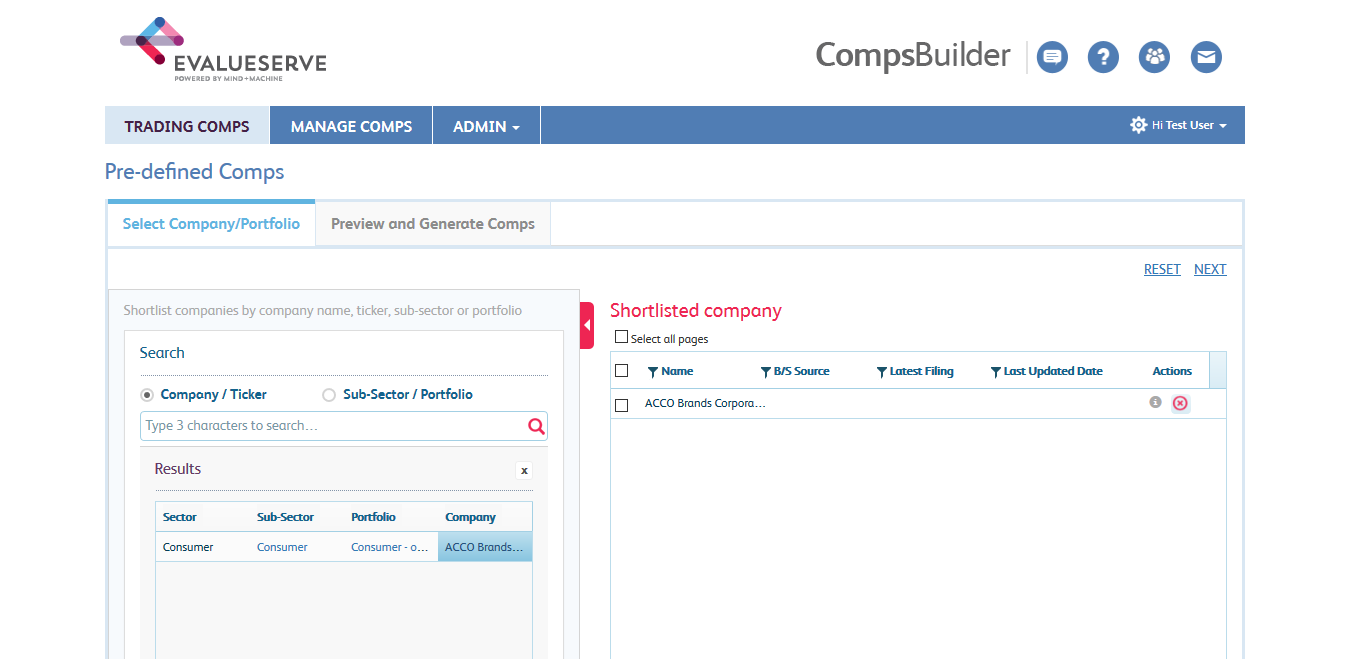 EVALUESERVE
POWERED BY MIND+MACHINE
CompsBuilder
?
TRADING COMPS MANAGE COMPS ADMIN Hi Test User
Pre-defined Comps
Select Company/Portfolio Preview and Generate Comps
RESET NEXT
Shortlist companies by company name, ticker, sub-sector or portfolio
Search
Company / Ticker Sub-Sector / Portfolio
Type 3 characters to search...
Results x
Sector Sub-Sector Portfolio Company
Consumer Consumer Consumer - o... ACCO Brands...
Shortlisted company
Select all pages
Name B/S Source Latest Filing Last Updated Date Actions
ACCO Brands Corpora...